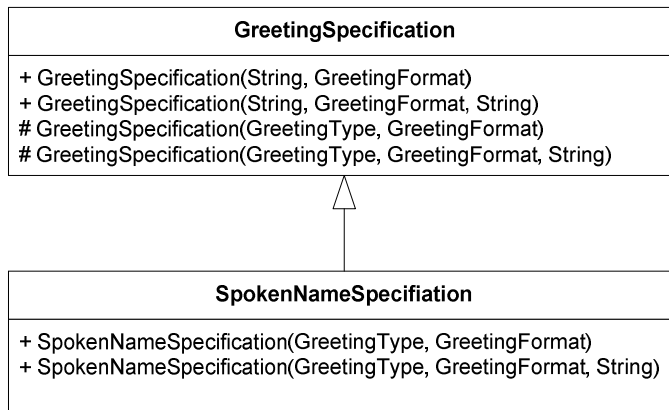 GreetingSpecification
+ GreetingSpecification(String, GreetingFormat)
+ GreetingSpecification(String, GreetingFormat, String)
# GreetingSpecification(GreetingType, GreetingFormat)
# GreetingSpecification(GreetingType, GreetingFormat, String)
SpokenNameSpecifiation
+ SpokenNameSpecification(GreetingType, GreetingFormat)
+ SpokenNameSpecification(GreetingType, GreetingFormat, String)